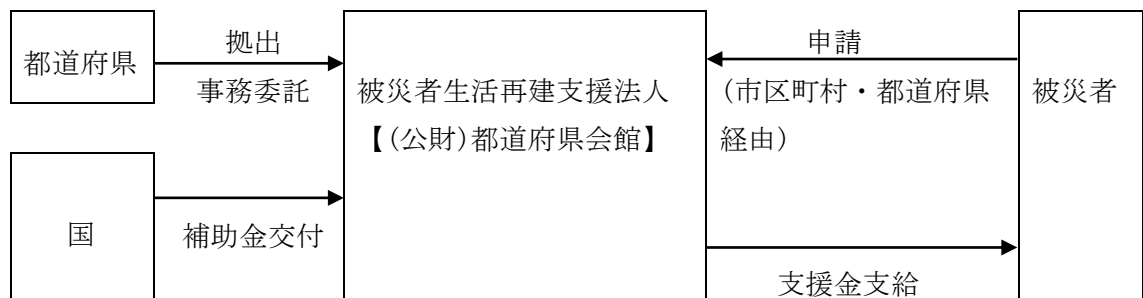 都道府県
拠出
事務委託
被災者生活再建支援法人
【(公財)都道府県会館】
申請
(市区町村・都道府県
経由)
被災者
国
補助金交付
支援金支給